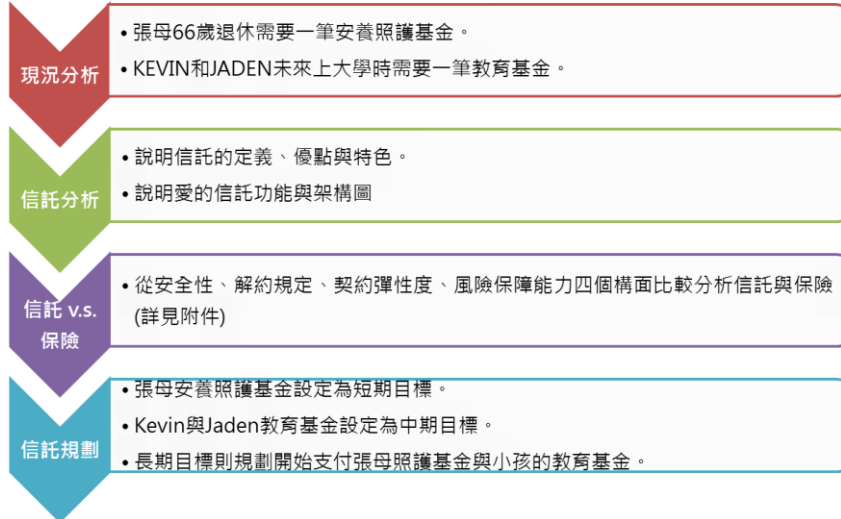 現況分析
• 張母66歲退休需要一筆安養照護基金。
• KEVIN和JADEN未來上大學時需要一筆教育基金。
信託分析
• 說明信託的定義、優點與特色。
• 說明愛的信託功能與架構圖
信託 v.s.
保險
• 從安全性、解約規定、契約彈性度、風險保障能力四個構面比較分析信託與保險
(詳見附件)
信託規劃
• 張母安養照護基金設定為短期目標。
• Kevin與Jaden教育基金設定為中期目標。
• 長期目標則規劃開始支付張母照護基金與小孩的教育基金。